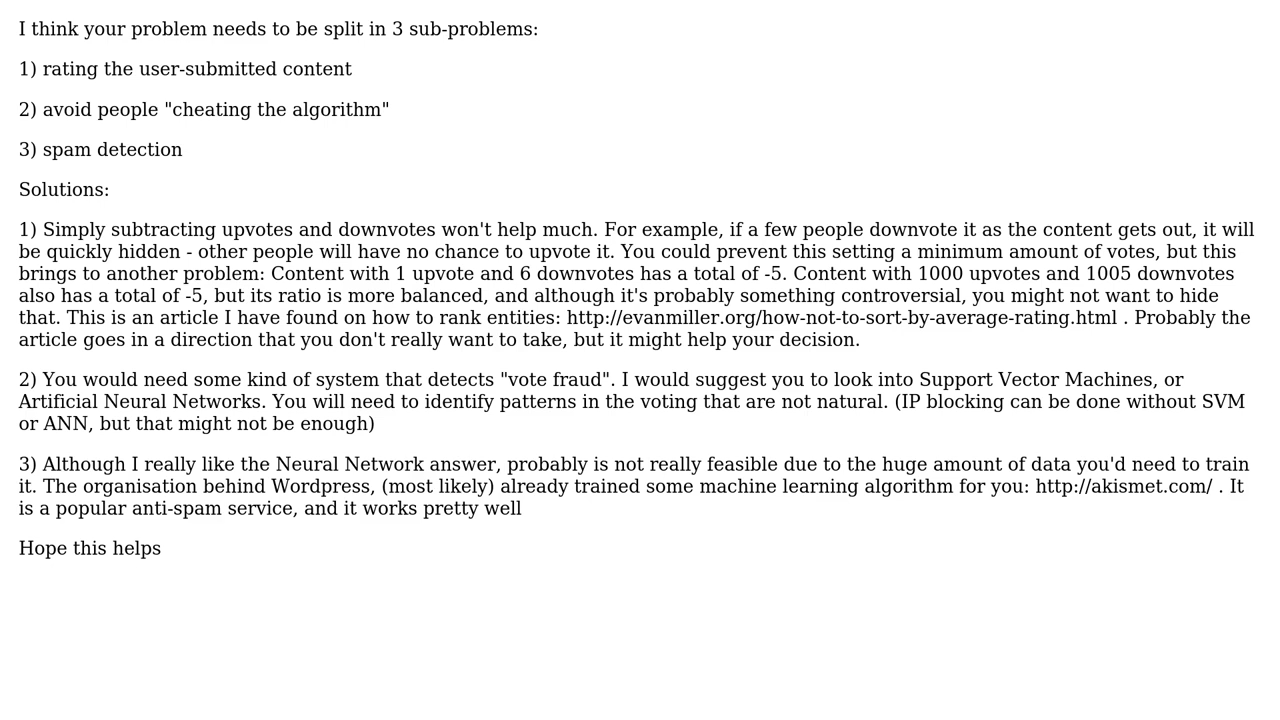 I think your problem needs to be split in 3 sub-problems:
1) rating the user-submitted content
2) avoid people "cheating the algorithm"
3) spam detection
Solutions:
1) Simply subtracting upvotes and downvotes won't help much. For example, if a few people downvote it as the content gets out, it will
be quickly hidden - other people will have no chance to upvote it. You could prevent this setting a minimum amount of votes, but this
brings to another problem: Content with 1 upvote and 6 downvotes has a total of -5. Content with 1000 upvotes and 1005 downvotes
also has a total of -5, but its ratio is more balanced, and although it's probably something controversial, you might not want to hide
that. This is an article I have found on how to rank entities: http://evanmiller.org/how-not-to-sort-by-average-rating.html . Probably the
article goes in a direction that you don't really want to take, but it might help your decision.
2) You would need some kind of system that detects "vote fraud". I would suggest you to look into Support Vector Machines, or
Artificial Neural Networks. You will need to identify patterns in the voting that are not natural. (IP blocking can be done without SVM
or ANN, but that might not be enough)
3) Although I really like the Neural Network answer, probably is not really feasible due to the huge amount of data you'd need to train
it. The organisation behind Wordpress, (most likely) already trained some machine learning algorithm for you: http://akismet.com/ . It
is a popular anti-spam service, and it works pretty well
Hope this helps